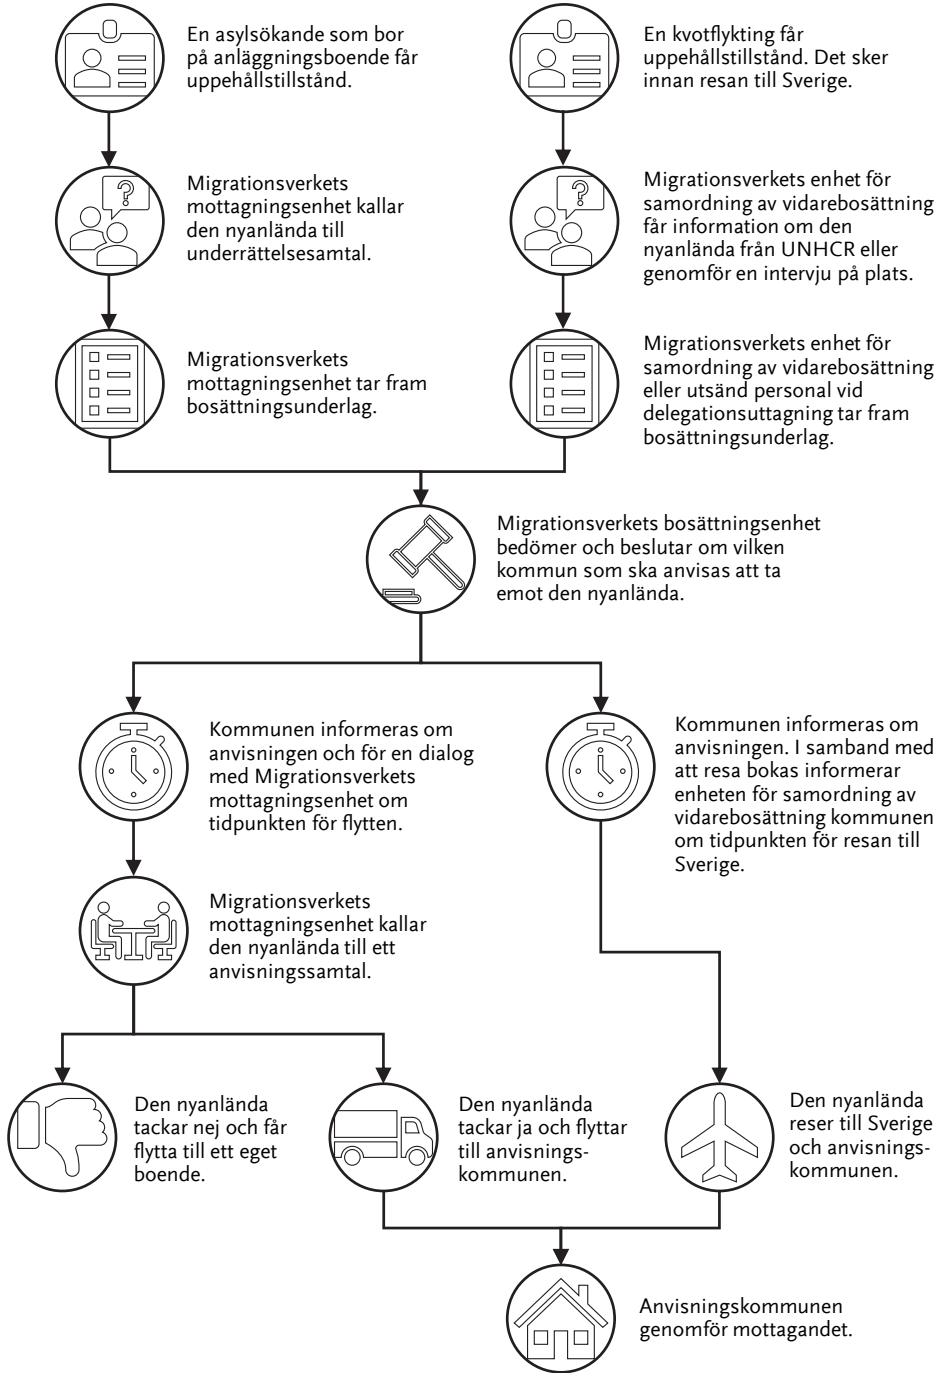 En asylsökande som bor
på anläggningsboende får
uppehållstillstånd.
En kvotflykting får
uppehållstillstånd. Det sker
innan resan till Sverige.
?
Migrationsverkets
mottagningsenhet kallar
den nyanlända till
underrättelsesamtal.
?
Migrationsverkets enhet för
samordning av vidarebosättning
får information om den
nyanlända från UNHCR eller
genomför en intervju på plats.
Migrationsverkets
mottagningsenhet tar fram
bosättningsunderlag.
Migrationsverkets enhet för
samordning av vidarebosättning
eller utsänd personal vid
delegationsuttagning tar fram
bosättningsunderlag.
Migrationsverkets bosättningsenhet
bedömer och beslutar om vilken
kommun som ska anvisas att ta
emot den nyanlända.
Kommunen informeras om
anvisningen och för en dialog
med Migrationsverkets
mottagningsenhet om
tidpunkten för flytten.
Kommunen informeras om
anvisningen. I samband med
att resa bokas informerar
enheten för samordning av
vidarebosättning kommunen
om tidpunkten för resan till
Sverige.
Migrationsverkets
mottagningsenhet kallar
den nyanlända till ett
anvisningssamtal.
Den nyanlända
tackar nej och får
flytta till ett eget
boende.
Den nyanlända
tackar ja och flyttar
till anvisnings-
kommunen.
Den nyanlända
reser till Sverige
och anvisnings-
kommunen.
Anvisningskommunen
genomför mottagandet.